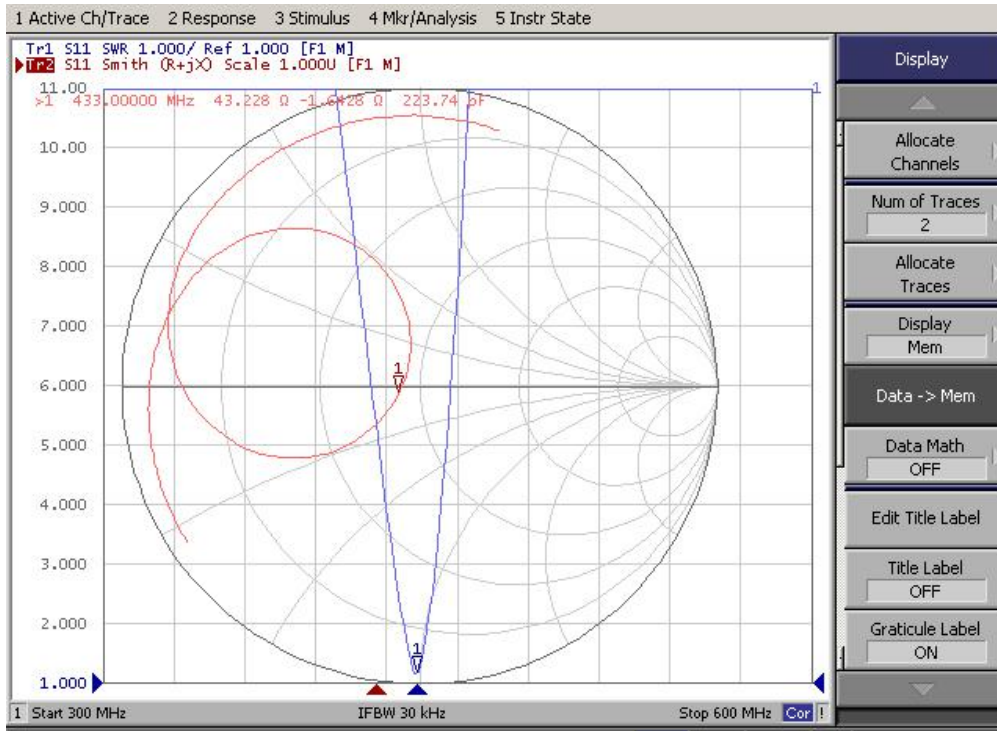 1 Active Ch/Trace 2 Response 3 Stimulus 4 Mkr/Analysis 5 Instr State
Tr1 S11 SWR 1.000/ Ref 1.000 [F1 M]
Tr2 S11 Smith (R+jX) Scale 1.000U [F1 M]
11.00
>1 433.00000 MHz 43.228 Ω -1.6428 Ω 223.74 pF
1
10.00
9.000
8.000
7.000
6.000
5.000
4.000
3.000
2.000
1.000
1
1
1 Start 300 MHz IFBW 30 kHz Stop 600 MHz Cor !
Display
Allocate
Channels
Num of Traces
2
Allocate
Traces
Display
Mem
Data -> Mem
Data Math
OFF
Edit Title Label
Title Label
OFF
Graticule Label
ON